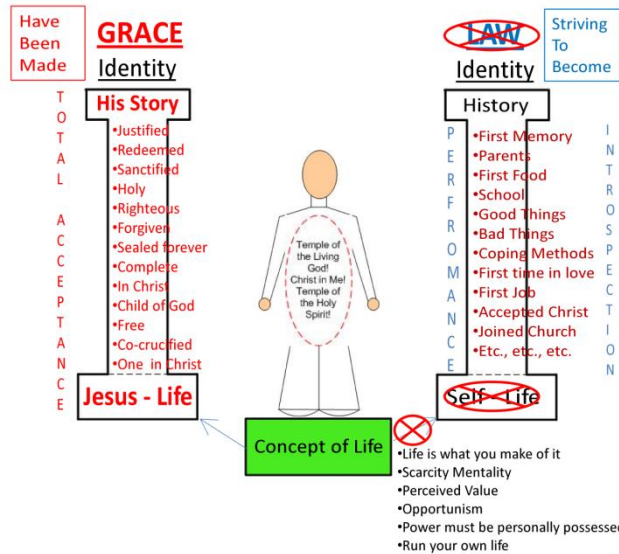 Have
Been
Made
GRACE
Identity
His Story
TOTAL ACCEPTANCE
•Justified
•Redeemed
•Sanctified
•Holy
•Righteous
•Forgiven
•Sealed forever
•Complete
•In Christ
•Child of God
•Free
•Co-crucified
•One in Christ
Jesus - Life
Temple of
the Living
God!
Christ in Me!
Temple of
the Holy
Spirit!
Concept of Life
LAW
Identity
Striving
To
Become
History
PERFROMANCE
•First Memory
•Parents
•First Food
•School
•Good Things
•Bad Things
•Coping Methods
•First time in love
•First Job
•Accepted Christ
•Joined Church
•Etc., etc., etc.
INTROSPECTION
Self - Life
•Life is what you make of it
•Scarcity Mentality
•Perceived Value
•Opportunism
•Power must be personally possessed
•Run your own life